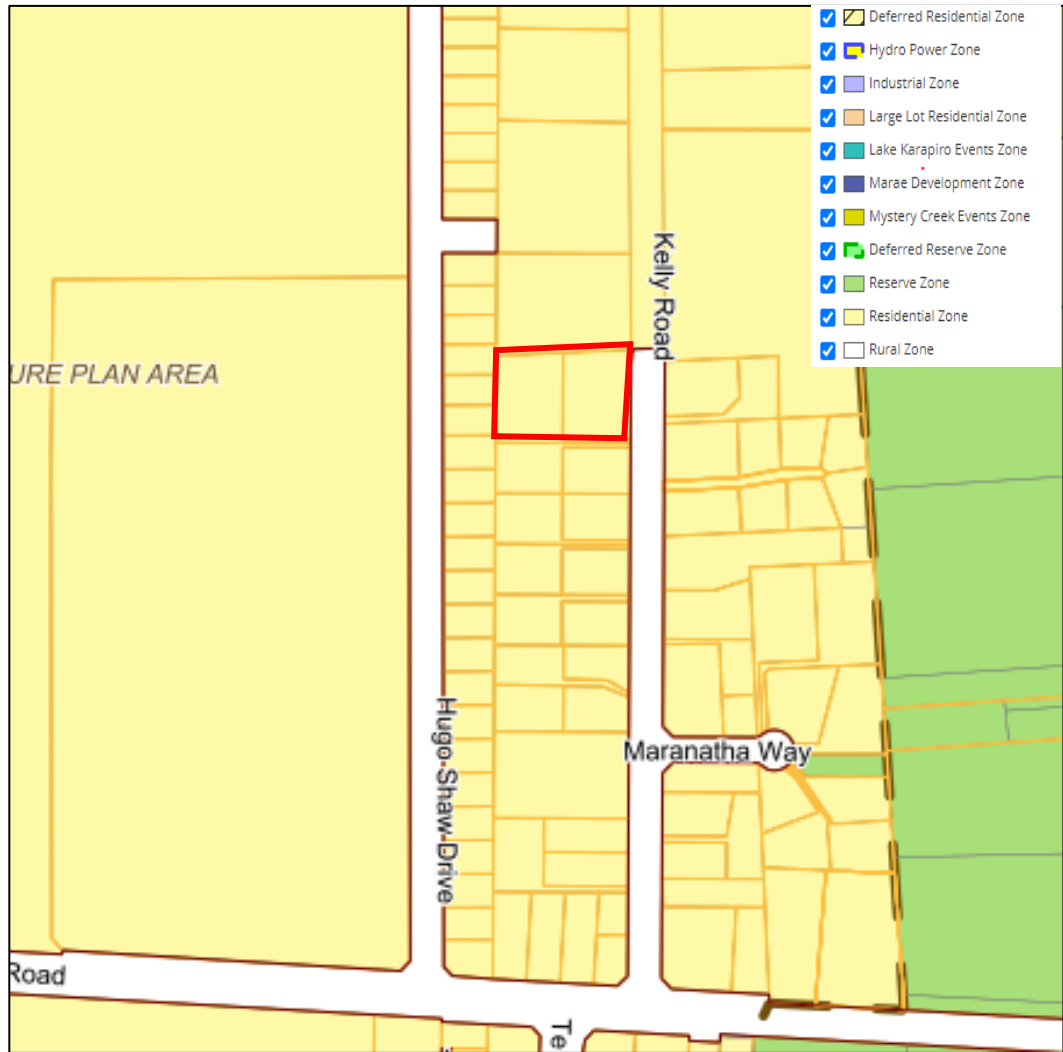 Deferred Residential Zone
Hydro Power Zone
Industrial Zone
Large Lot Residential Zone
Lake Karapiro Events Zone
Marae Development Zone
Mystery Creek Events Zone
Deferred Reserve Zone
Reserve Zone
Residential Zone
Rural Zone
Kelly Road
URE PLAN AREA
Hugo Shaw Drive
Maranatha Way
Road
Te